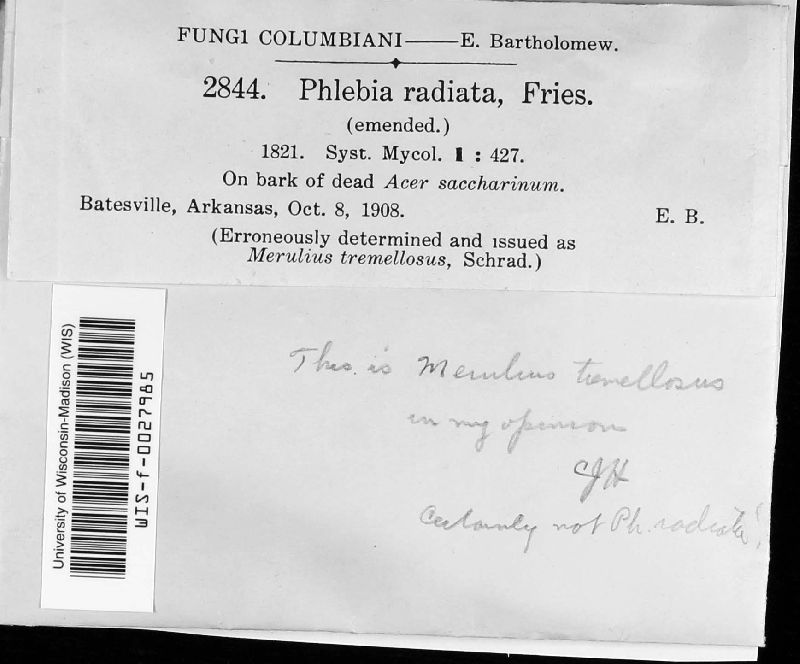 FUNGI COLUMBIANI——E. Bartholomew.
2844. Phlebia radiata, Fries.
(emended.)
1821. Syst. Mycol. 1 : 427.
On bark of dead Acer saccharinum.
Batesville, Arkansas, Oct. 8, 1908. E. B.
(Erroneously determined and issued as
Merulius tremellosus, Schrad.)
This is Merulius tremellosus
in my opinion
CJH
Certainly not Ph. radiata!
University of Wisconsin-Madison (WIS)
WIS-f-0027985